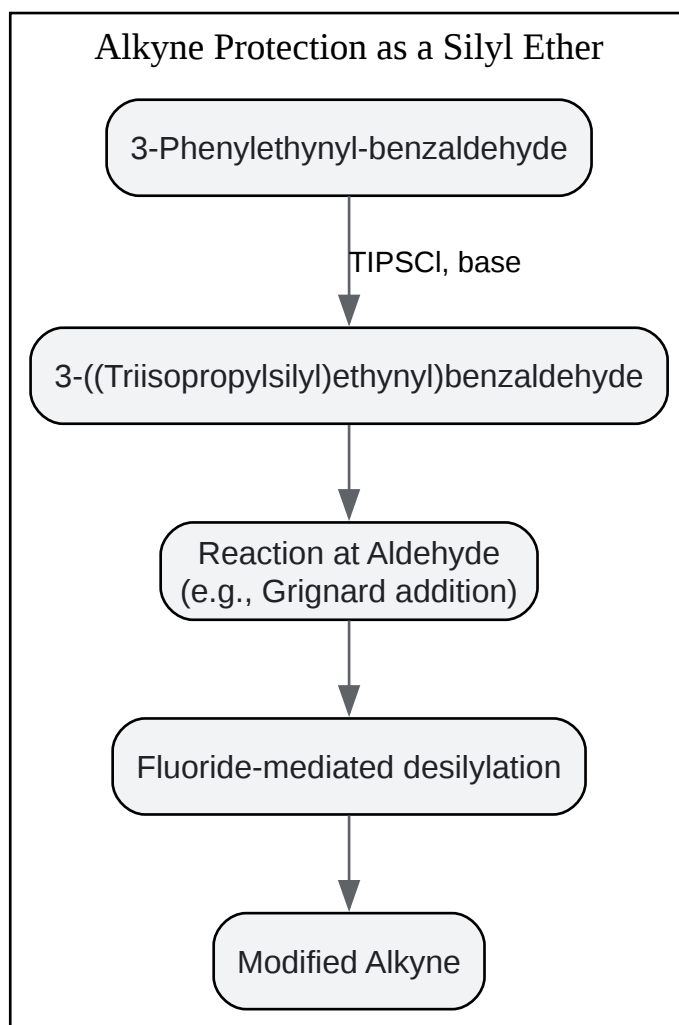 Alkyne Protection as a Silyl Ether
3-Phenylethynyl-benzaldehyde
TIPSCl, base
3-((Triisopropylsilyl)ethynyl)benzaldehyde
Reaction at Aldehyde
(e.g., Grignard addition)
Fluoride-mediated desilylation
Modified Alkyne